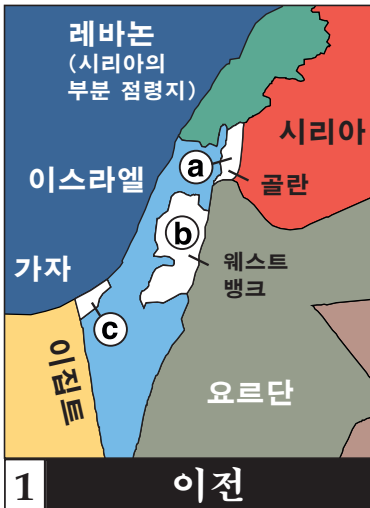 레바논
(시리아의
부분 점령지)
시리아
a
이스라엘
골란
b
가자
웨스트
뱅크
c
이집트
요르단
1 이전